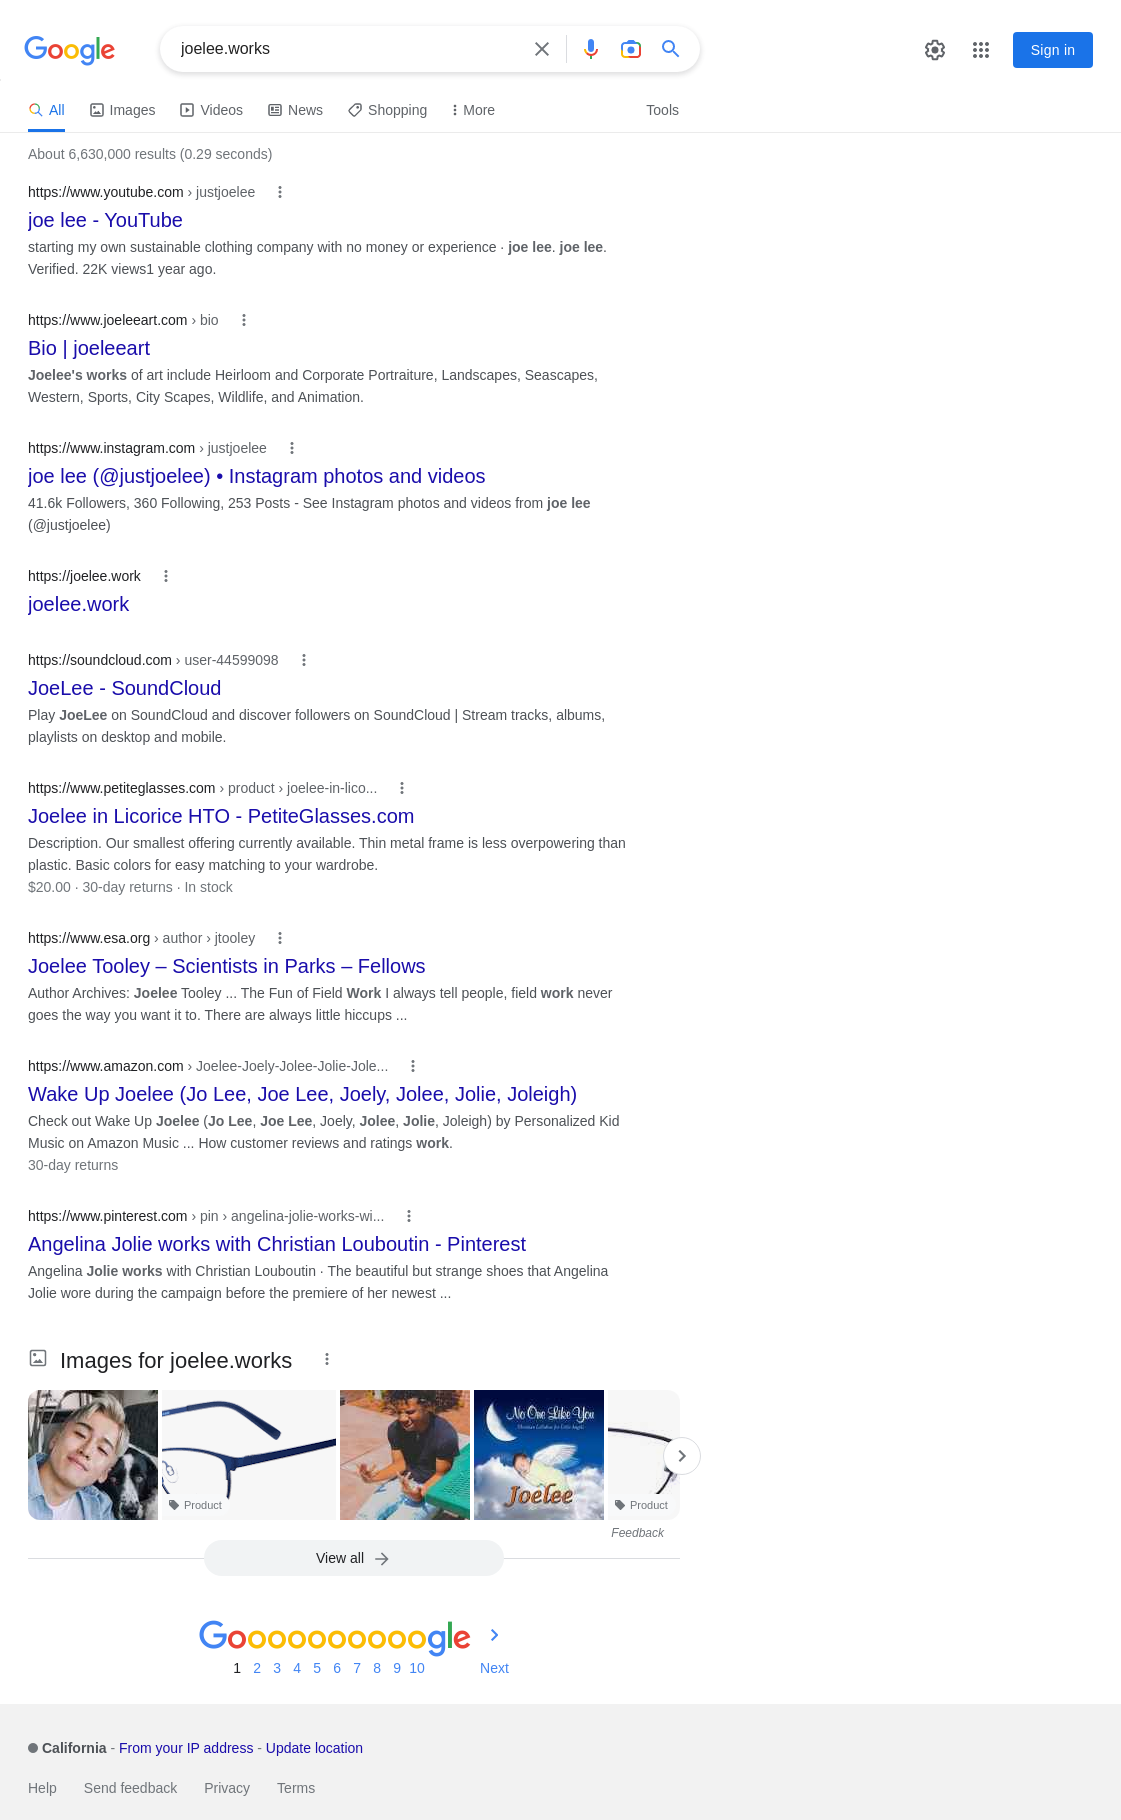 Google
joelee.works
Sign in
All
Images
Videos
News
Shopping
More
Tools
About 6,630,000 results (0.29 seconds)
https://www.youtube.com › justjoelee
joe lee - YouTube
starting my own sustainable clothing company with no money or experience · joe lee. joe lee.
Verified. 22K views1 year ago.
https://www.joeleeart.com › bio
Bio | joeleeart
Joelee's works of art include Heirloom and Corporate Portraiture, Landscapes, Seascapes,
Western, Sports, City Scapes, Wildlife, and Animation.
https://www.instagram.com › justjoelee
joe lee (@justjoelee) • Instagram photos and videos
41.6k Followers, 360 Following, 253 Posts - See Instagram photos and videos from joe lee
(@justjoelee)
https://joelee.work
joelee.work
https://soundcloud.com › user-44599098
JoeLee - SoundCloud
Play JoeLee on SoundCloud and discover followers on SoundCloud | Stream tracks, albums,
playlists on desktop and mobile.
https://www.petiteglasses.com › product › joelee-in-lico...
Joelee in Licorice HTO - PetiteGlasses.com
Description. Our smallest offering currently available. Thin metal frame is less overpowering than
plastic. Basic colors for easy matching to your wardrobe.
$20.00 · 30-day returns · In stock
https://www.esa.org › author › jtooley
Joelee Tooley – Scientists in Parks – Fellows
Author Archives: Joelee Tooley ... The Fun of Field Work I always tell people, field work never
goes the way you want it to. There are always little hiccups ...
https://www.amazon.com › Joelee-Joely-Jolee-Jolie-Jole...
Wake Up Joelee (Jo Lee, Joe Lee, Joely, Jolee, Jolie, Joleigh)
Check out Wake Up Joelee (Jo Lee, Joe Lee, Joely, Jolee, Jolie, Joleigh) by Personalized Kid
Music on Amazon Music ... How customer reviews and ratings work.
30-day returns
https://www.pinterest.com › pin › angelina-jolie-works-wi...
Angelina Jolie works with Christian Louboutin - Pinterest
Angelina Jolie works with Christian Louboutin · The beautiful but strange shoes that Angelina
Jolie wore during the campaign before the premiere of her newest ...
Images for joelee.works
No One Like You
Christian Lullabies for Little Angels
Joelee
Product
Product
Feedback
View all
Goooooooooogle
1 2 3 4 5 6 7 8 9 10 Next
California - From your IP address - Update location
Help Send feedback Privacy Terms